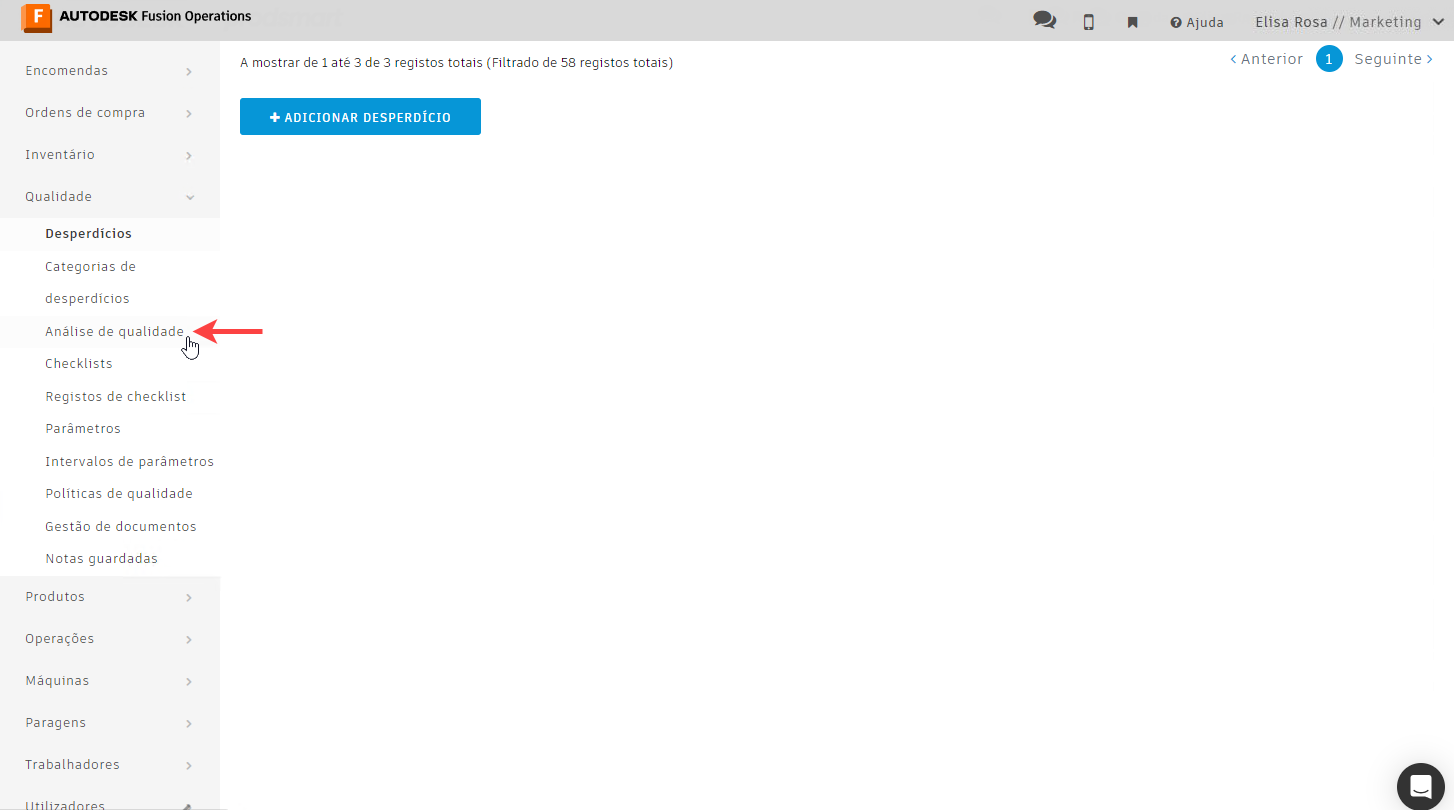 F AUTODESK Fusion Operations
Ajuda
Elisa Rosa // Marketing
Encomendas
Ordens de compra
Inventário
Qualidade
Desperdícios
Categorias de
desperdícios
Análise de qualidade
Checklists
Registos de checklist
Parâmetros
Intervalos de parâmetros
Políticas de qualidade
Gestão de documentos
Notas guardadas
Produtos
Operações
Máquinas
Paragens
Trabalhadores
Utilizadores
A mostrar de 1 até 3 de 3 registos totais (Filtrado de 58 registos totais)
Anterior 1 Seguinte
ADICIONAR DESPERDÍCIO